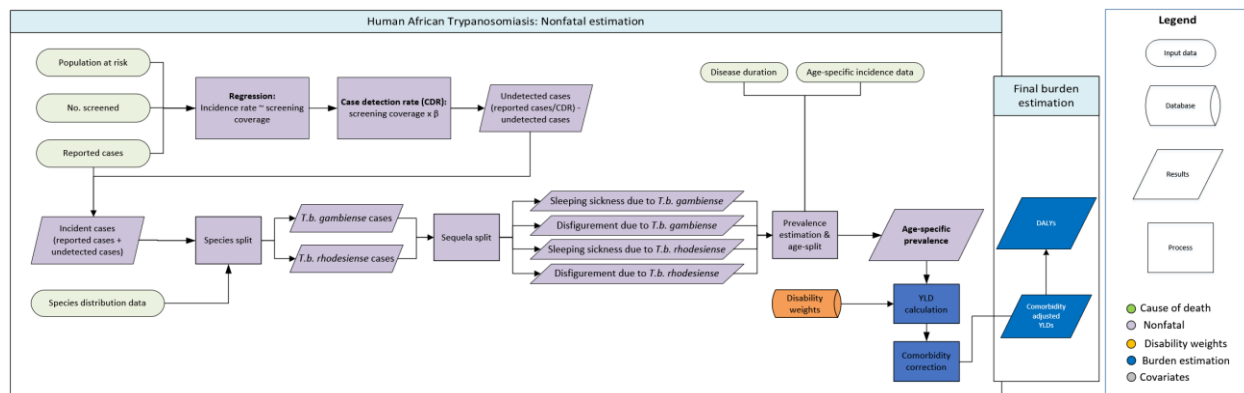 Human African Trypanosomiasis: Nonfatal estimation
Population at risk
No. screened
Reported cases
Regression:
Incidence rate ~ screening
coverage
Case detection rate (CDR):
screening coverage x β
Undetected cases
(reported cases/CDR) -
undetected cases
Disease duration
Age-specific incidence data
Incident cases
(reported cases +
undetected cases)
Species distribution data
Species split
T.b. gambiense cases
T.b. rhodesiense cases
Sequela split
Sleeping sickness due to T.b. gambiense
Disfigurement due to T.b. gambiense
Sleeping sickness due to T.b. rhodesiense
Disfigurement due to T.b. rhodesiense
Prevalence
estimation &
age-split
Age-specific
prevalence
Disability
weights
YLD
calculation
Comorbidity
correction
Final burden
estimation
DALYs
Comorbidity
adjusted
YLDs
Legend
Input data
Database
Results
Process
Cause of death
Nonfatal
Disability weights
Burden estimation
Covariates